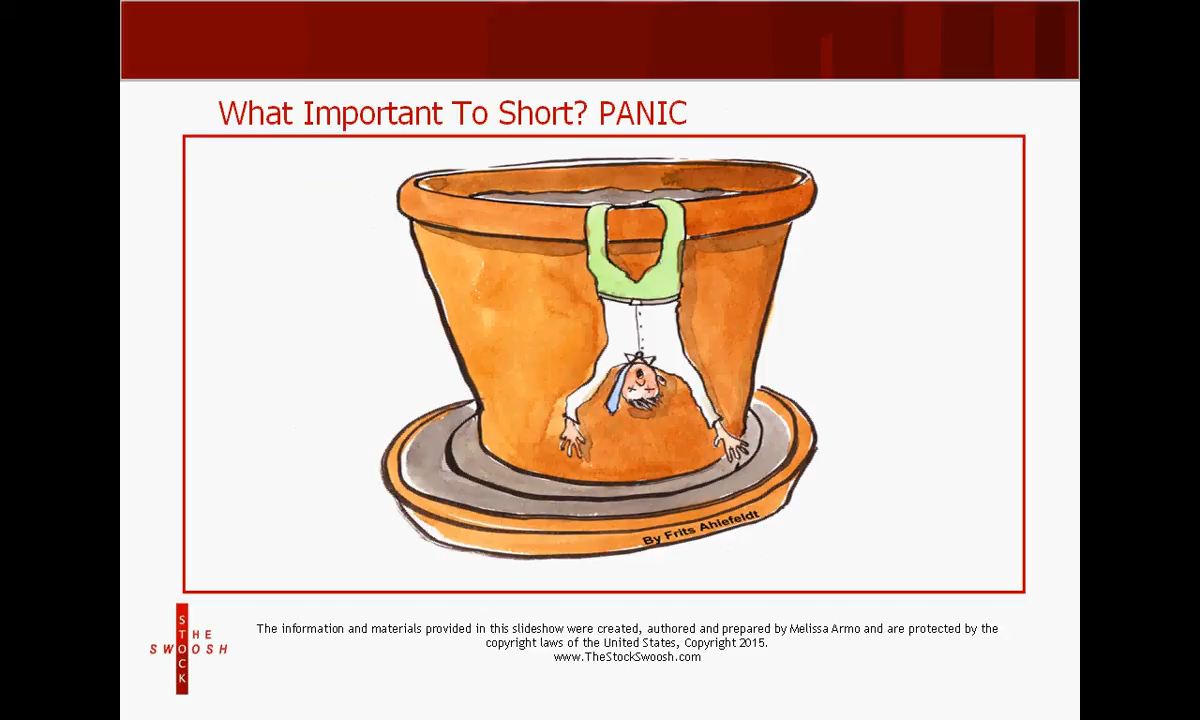 What Important To Short? PANIC
By Frits Ahlefeldt
STOCK
THE
SWOOSH
The information and materials provided in this slideshow were created, authored and prepared by Melissa Armo and are protected by the
copyright laws of the United States, Copyright 2015.
www.TheStockSwoosh.com